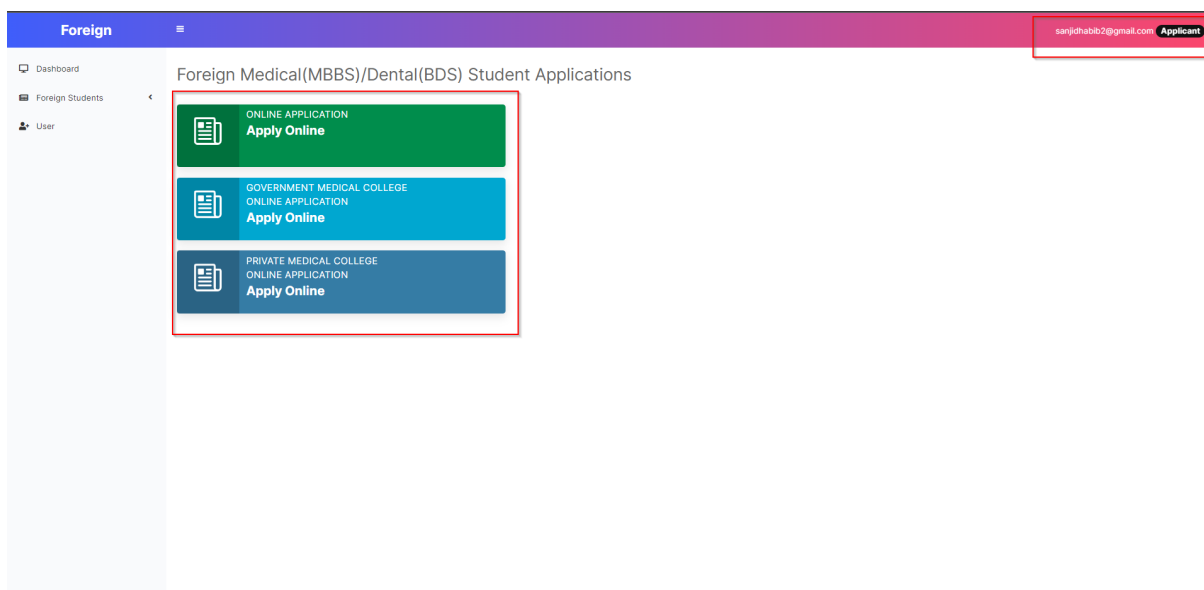 Foreign
sanjidhabib2@gmail.com Applicant
Dashboard
Foreign Students
User
Foreign Medical(MBBS)/Dental(BDS) Student Applications
ONLINE APPLICATION
Apply Online
GOVERNMENT MEDICAL COLLEGE
ONLINE APPLICATION
Apply Online
PRIVATE MEDICAL COLLEGE
ONLINE APPLICATION
Apply Online